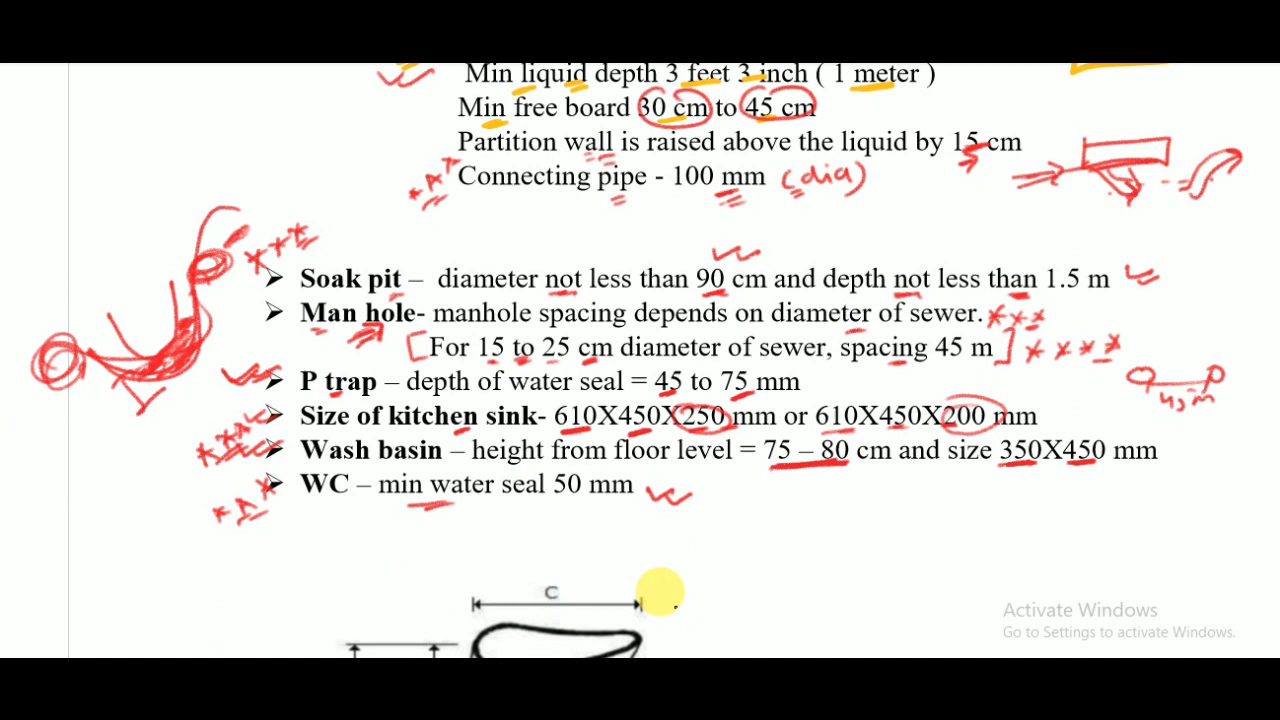 Min liquid depth 3 feet 3 inch ( 1 meter )
Min free board 30 cm to 45 cm
Partition wall is raised above the liquid by 15 cm
Connecting pipe - 100 mm (dia)
➢ Soak pit – diameter not less than 90 cm and depth not less than 1.5 m
➢ Man hole- manhole spacing depends on diameter of sewer.
[For 15 to 25 cm diameter of sewer, spacing 45 m]
➢ P trap – depth of water seal = 45 to 75 mm
➢ Size of kitchen sink- 610X450X250 mm or 610X450X200 mm
➢ Wash basin – height from floor level = 75 – 80 cm and size 350X450 mm
➢ WC – min water seal 50 mm
C
Activate Windows
Go to Settings to activate Windows.